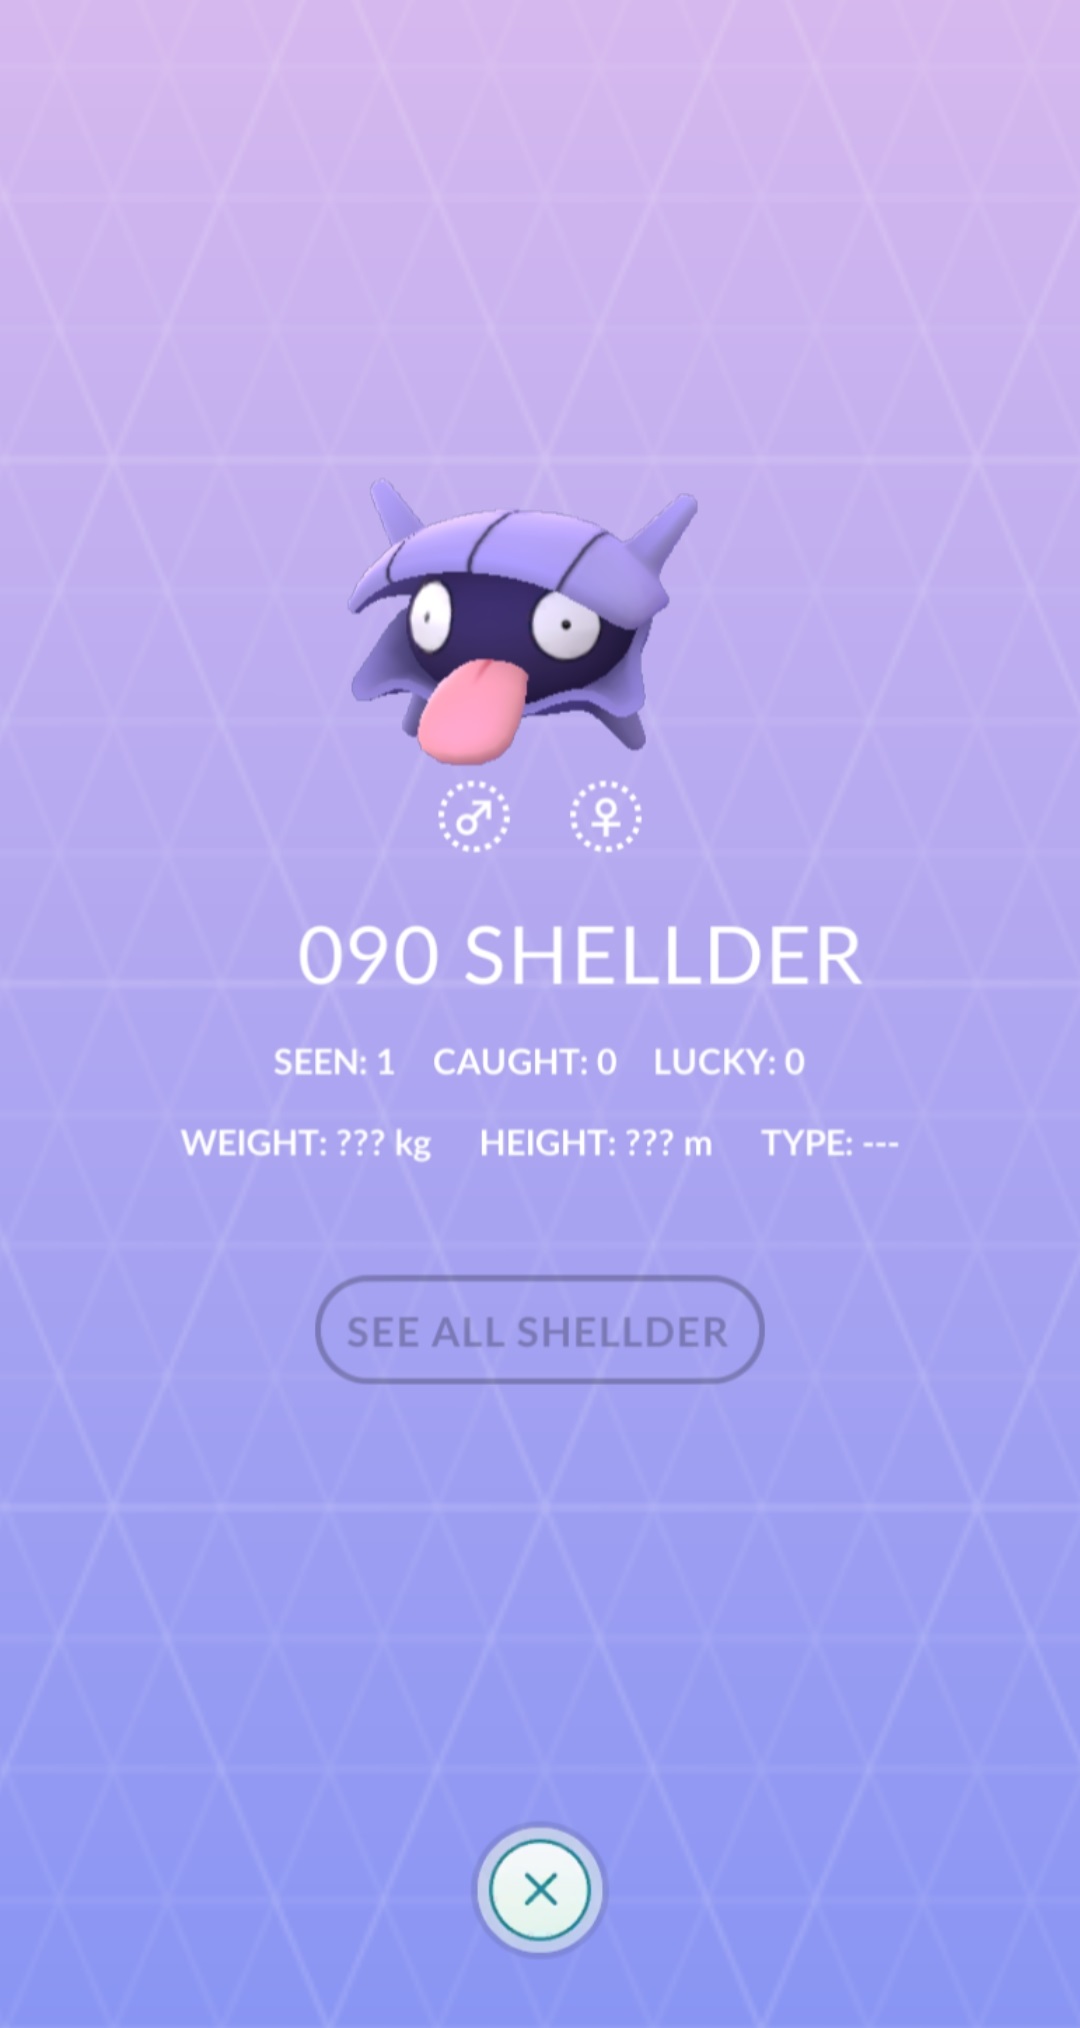 090 SHELLDER
SEEN: 1 CAUGHT: 0 LUCKY: 0
WEIGHT: ??? kg HEIGHT: ??? m TYPE: ---
SEE ALL SHELLDER